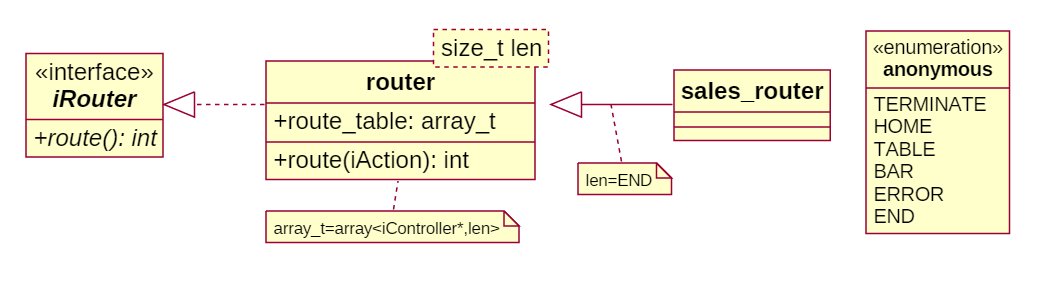 «interface»
iRouter
+route(): int
size_t len
router
+route_table: array_t
+route(iAction): int
array_t=array<iController*,len>
sales_router
len=END
«enumeration»
anonymous
TERMINATE
HOME
TABLE
BAR
ERROR
END